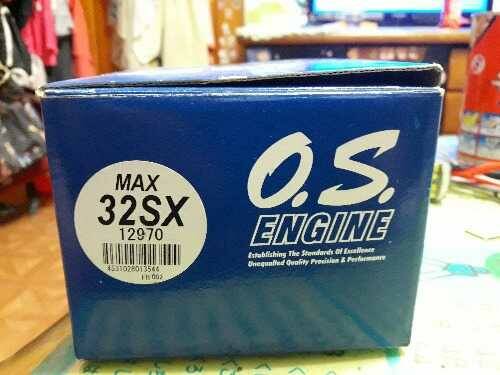 MAX
32SX
12970
4531028013544
O.S.
ENGINE
Establishing The Standards Of Excellence
Unequalled Quality Precision & Performance